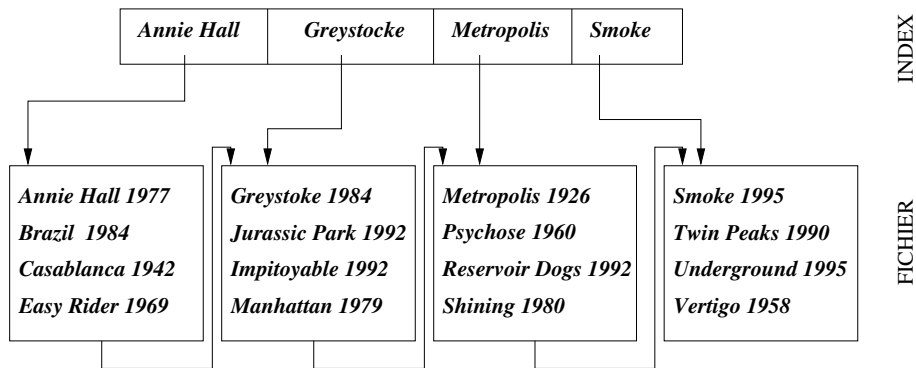 Annie Hall Greystocke Metropolis Smoke
INDEX
Annie Hall 1977
Brazil 1984
Casablanca 1942
Easy Rider 1969
Greystoke 1984
Jurassic Park 1992
Impitoyable 1992
Manhattan 1979
Metropolis 1926
Psychose 1960
Reservoir Dogs 1992
Shining 1980
Smoke 1995
Twin Peaks 1990
Underground 1995
Vertigo 1958
FICHIER